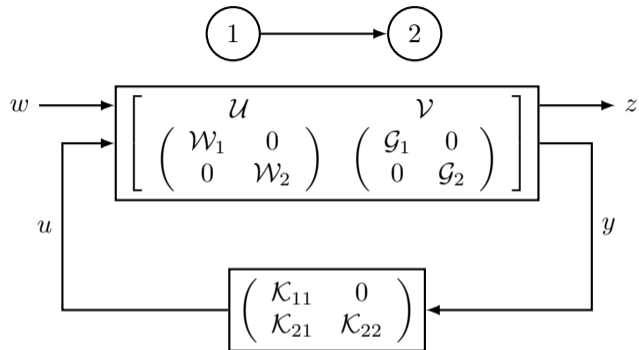 1 2
w z
𝒰 𝒱
( 𝒲₁ 0 ) ( 𝒢₁ 0 )
( 0 𝒲₂ ) ( 0 𝒢₂ )
u y
( 𝒦₁₁ 0 )
( 𝒦₂₁ 𝒦₂₂ )